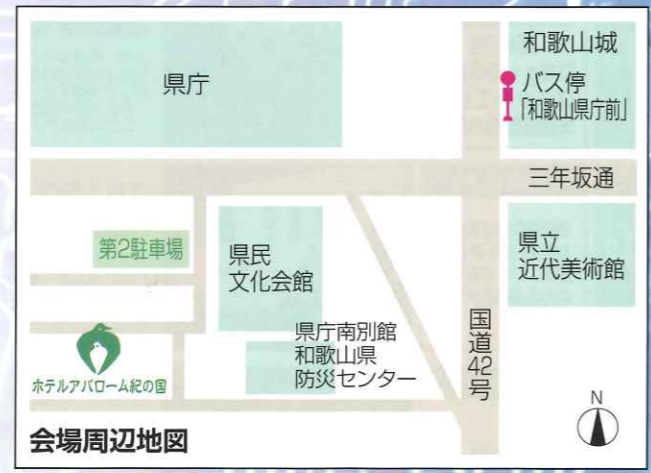 県庁
和歌山城
バス停
「和歌山県庁前」
三年坂通
第2駐車場
県民
文化会館
県立
近代美術館
県庁南別館
和歌山県
防災センター
国道42号
ホテルアバローム紀の国
N
会場周辺地図